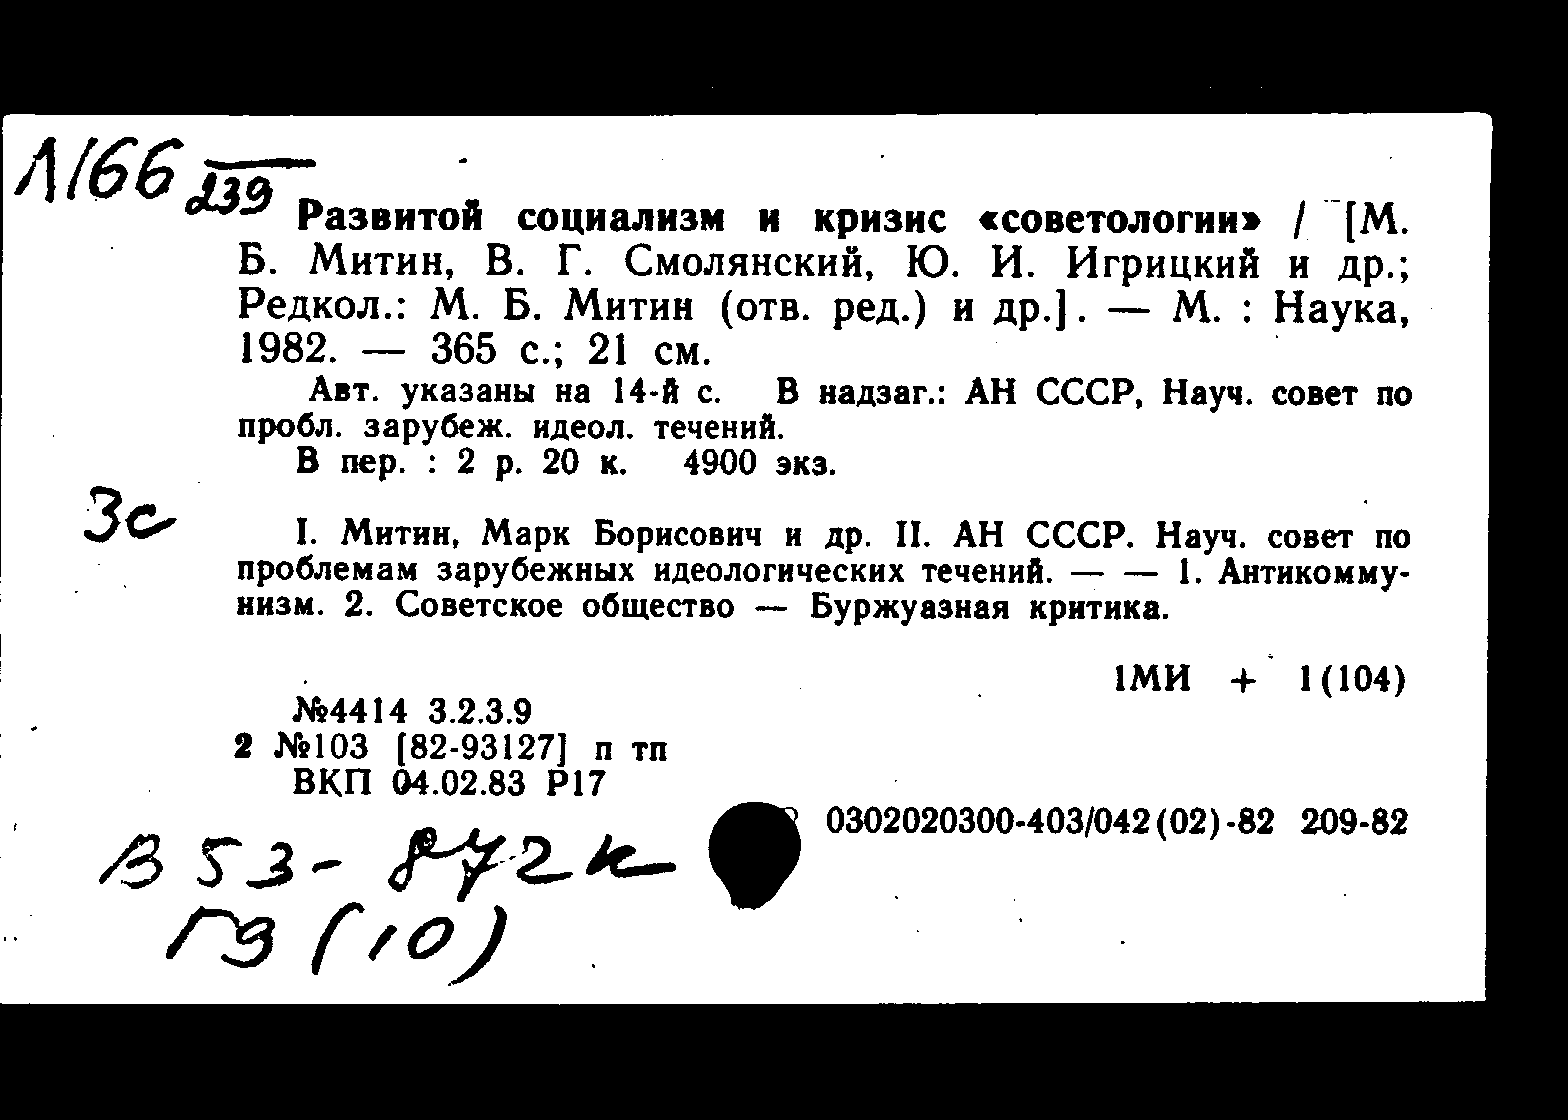 Л166
239
Развитой социализм и кризис «советологии» / [М.
Б. Митин, В. Г. Смолянский, Ю. И. Игрицкий и др.;
Редкол.: М. Б. Митин (отв. ред.) и др.]. — М. : Наука,
1982. — 365 с.; 21 см.
Авт. указаны на 14-й с. В надзаг.: АН СССР, Науч. совет по
пробл. зарубеж. идеол. течений.
В пер. : 2 р. 20 к. 4900 экз.
Зс
I. Митин, Марк Борисович и др. II. АН СССР. Науч. совет по
проблемам зарубежных идеологических течений. — — 1. Антикомму-
низм. 2. Советское общество — Буржуазная критика.
1МИ + 1(104)
№4414 3.2.3.9
2 №103 [82-93127] п тп
ВКП 04.02.83 Р17
0302020300-403/042(02)-82 209-82
В 53-872к
Г9 (10)